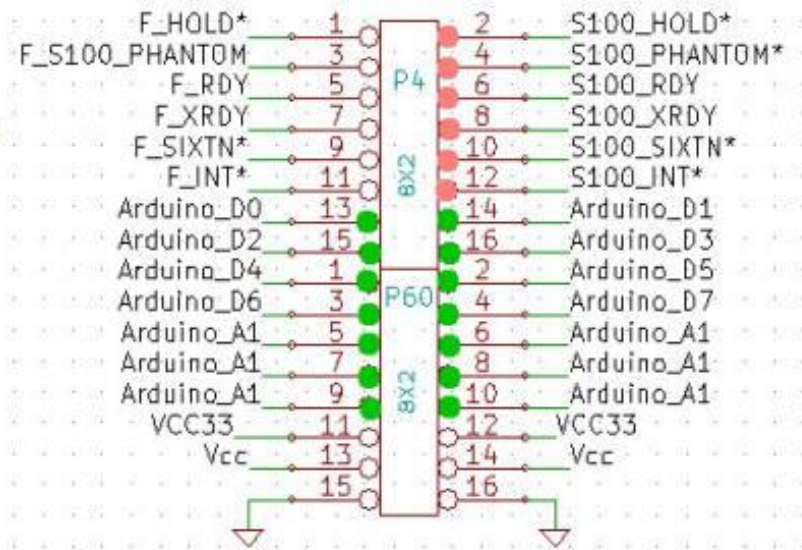 F_HOLD* 1 2 S100_HOLD*
F_S100_PHANTOM 3 4 S100_PHANTOM*
F_RDY 5 P4 6 S100_RDY
F_XRDY 7 8 S100_XRDY
F_SIXTN* 9 10 S100_SIXTN*
F_INT* 11 8X2 12 S100_INT*
Arduino_D0 13 14 Arduino_D1
Arduino_D2 15 16 Arduino_D3
Arduino_D4 1 2 Arduino_D5
Arduino_D6 3 P60 4 Arduino_D7
Arduino_A1 5 6 Arduino_A1
Arduino_A1 7 8 Arduino_A1
Arduino_A1 9 8X2 10 Arduino_A1
VCC33 11 12 VCC33
Vcc 13 14 Vcc
15 16